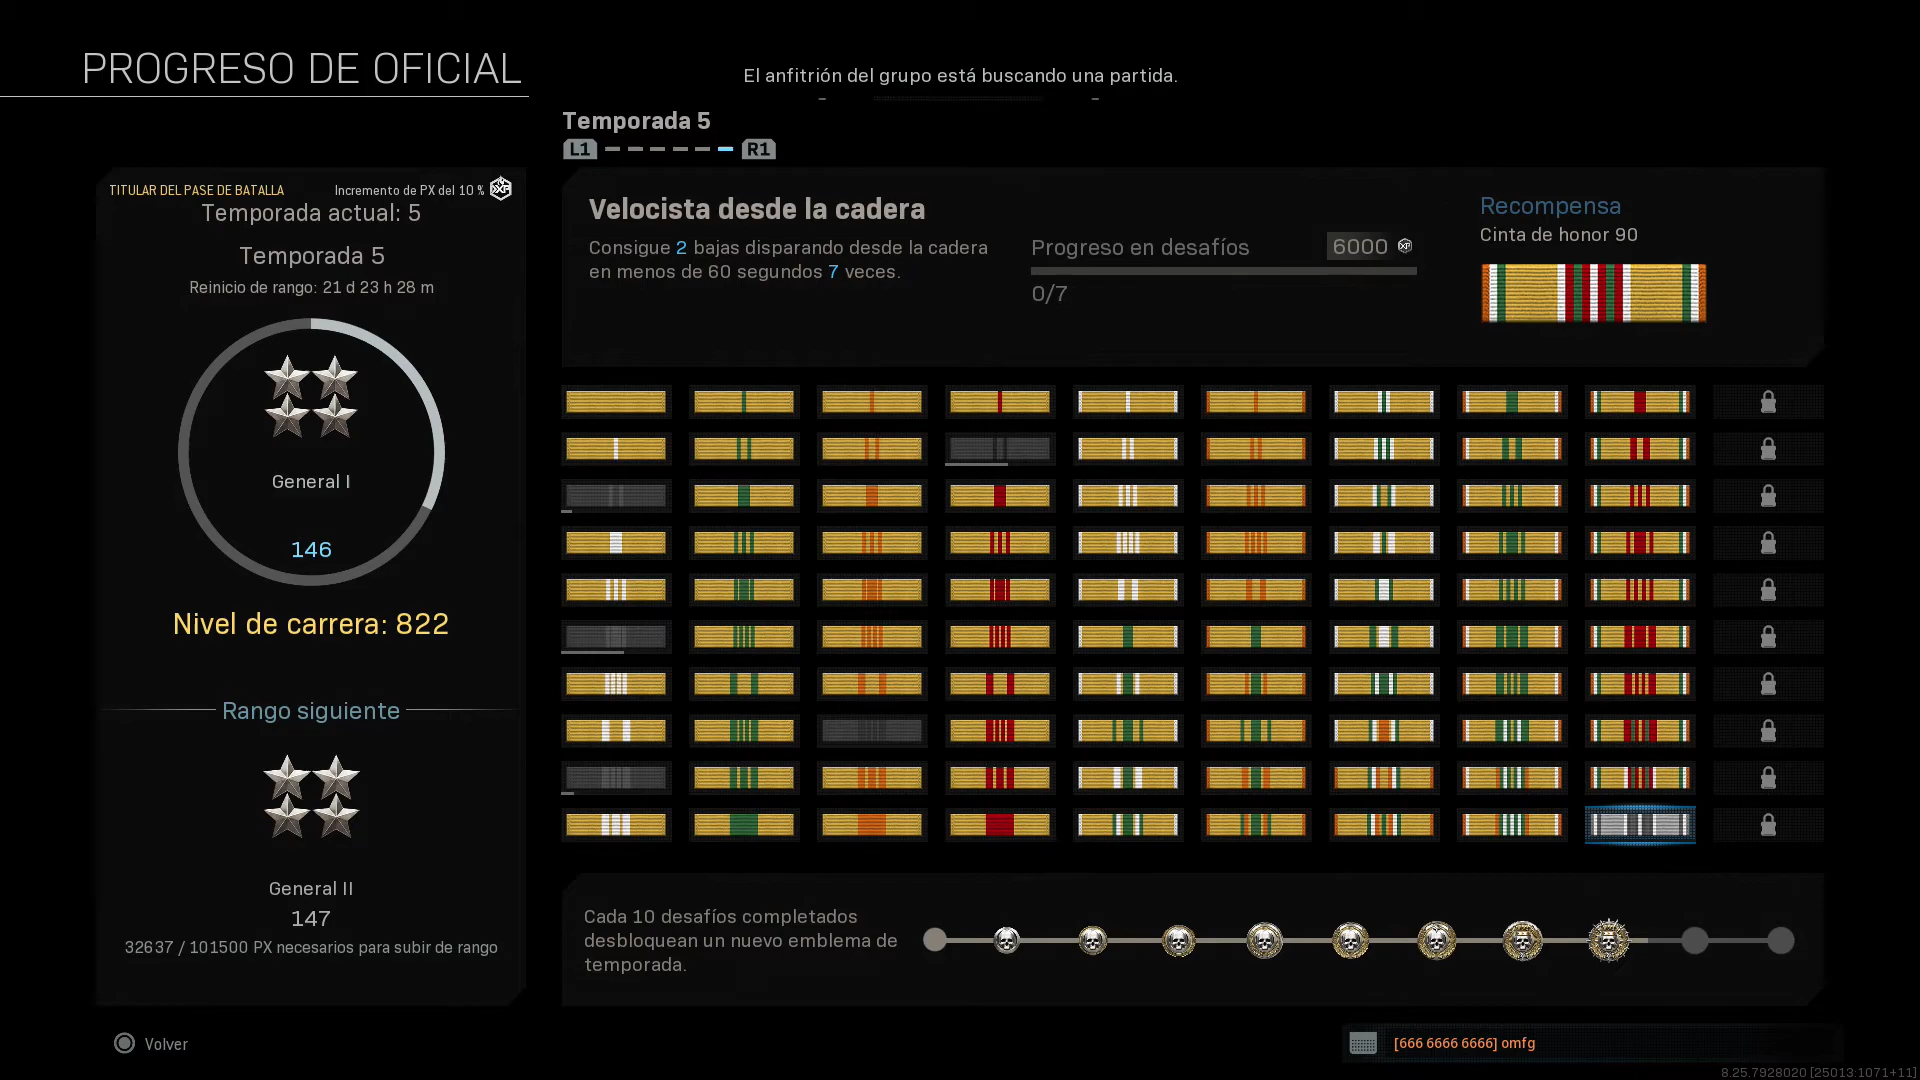 PROGRESO DE OFICIAL
El anfitrión del grupo está buscando una partida.
Temporada 5
L1
R1
TITULAR DEL PASE DE BATALLA
Incremento de PX del 10 %
Temporada actual: 5
Temporada 5
Reinicio de rango: 21 d 23 h 28 m
General I
146
Nivel de carrera: 822
Rango siguiente
General II
147
32637 / 101500 PX necesarios para subir de rango
Velocista desde la cadera
Consigue 2 bajas disparando desde la cadera
en menos de 60 segundos 7 veces.
Progreso en desafíos
6000
0/7
Recompensa
Cinta de honor 90
Cada 10 desafíos completados
desbloquean un nuevo emblema de
temporada.
Volver
[666 6666 6666] omfg
8.25.7928020 [25013:1071+11]